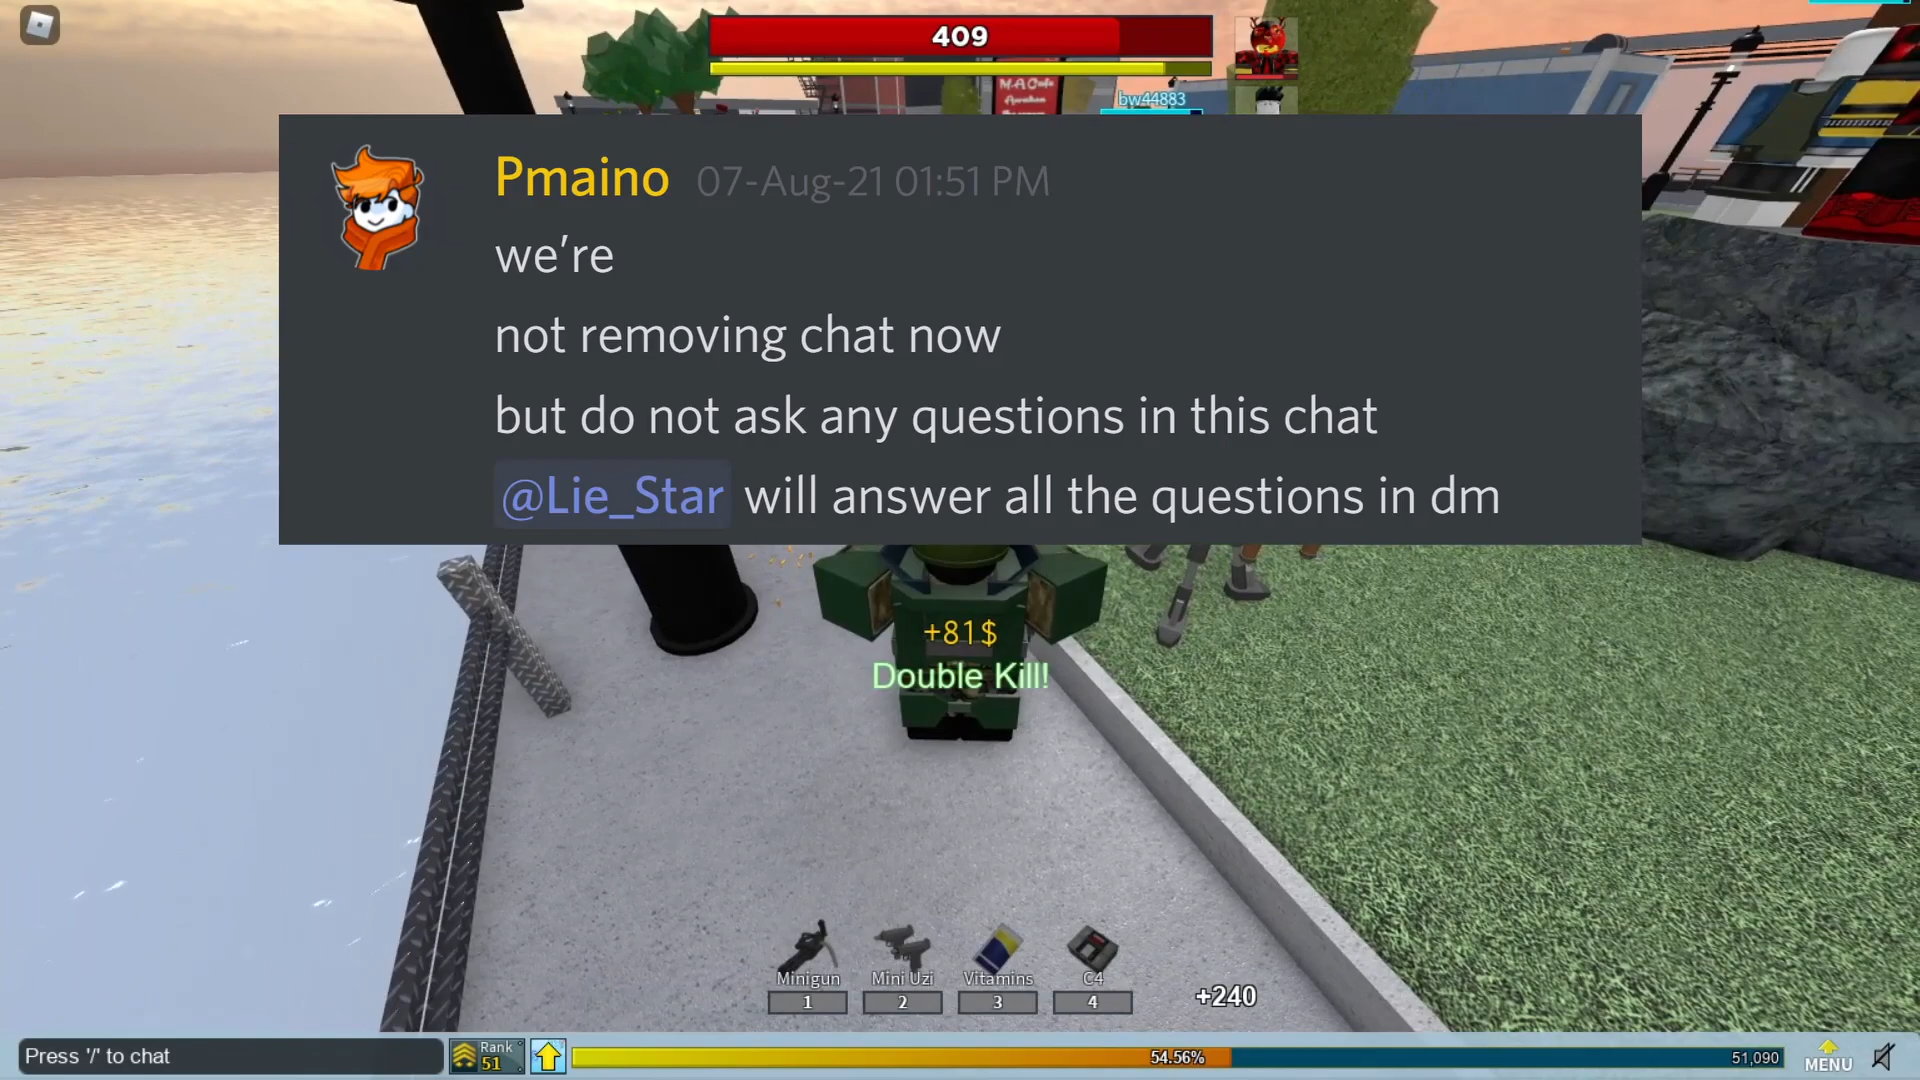 409
M-A Cafe
bw44883
Pmaino 07-Aug-21 01:51 PM
we’re
not removing chat now
but do not ask any questions in this chat
@Lie_Star will answer all the questions in dm
+81$
Double Kill!
Minigun
1
Mini Uzi
2
Vitamins
3
C4
4
+240
Press '/' to chat
Rank
51
54.56%
51,090
MENU